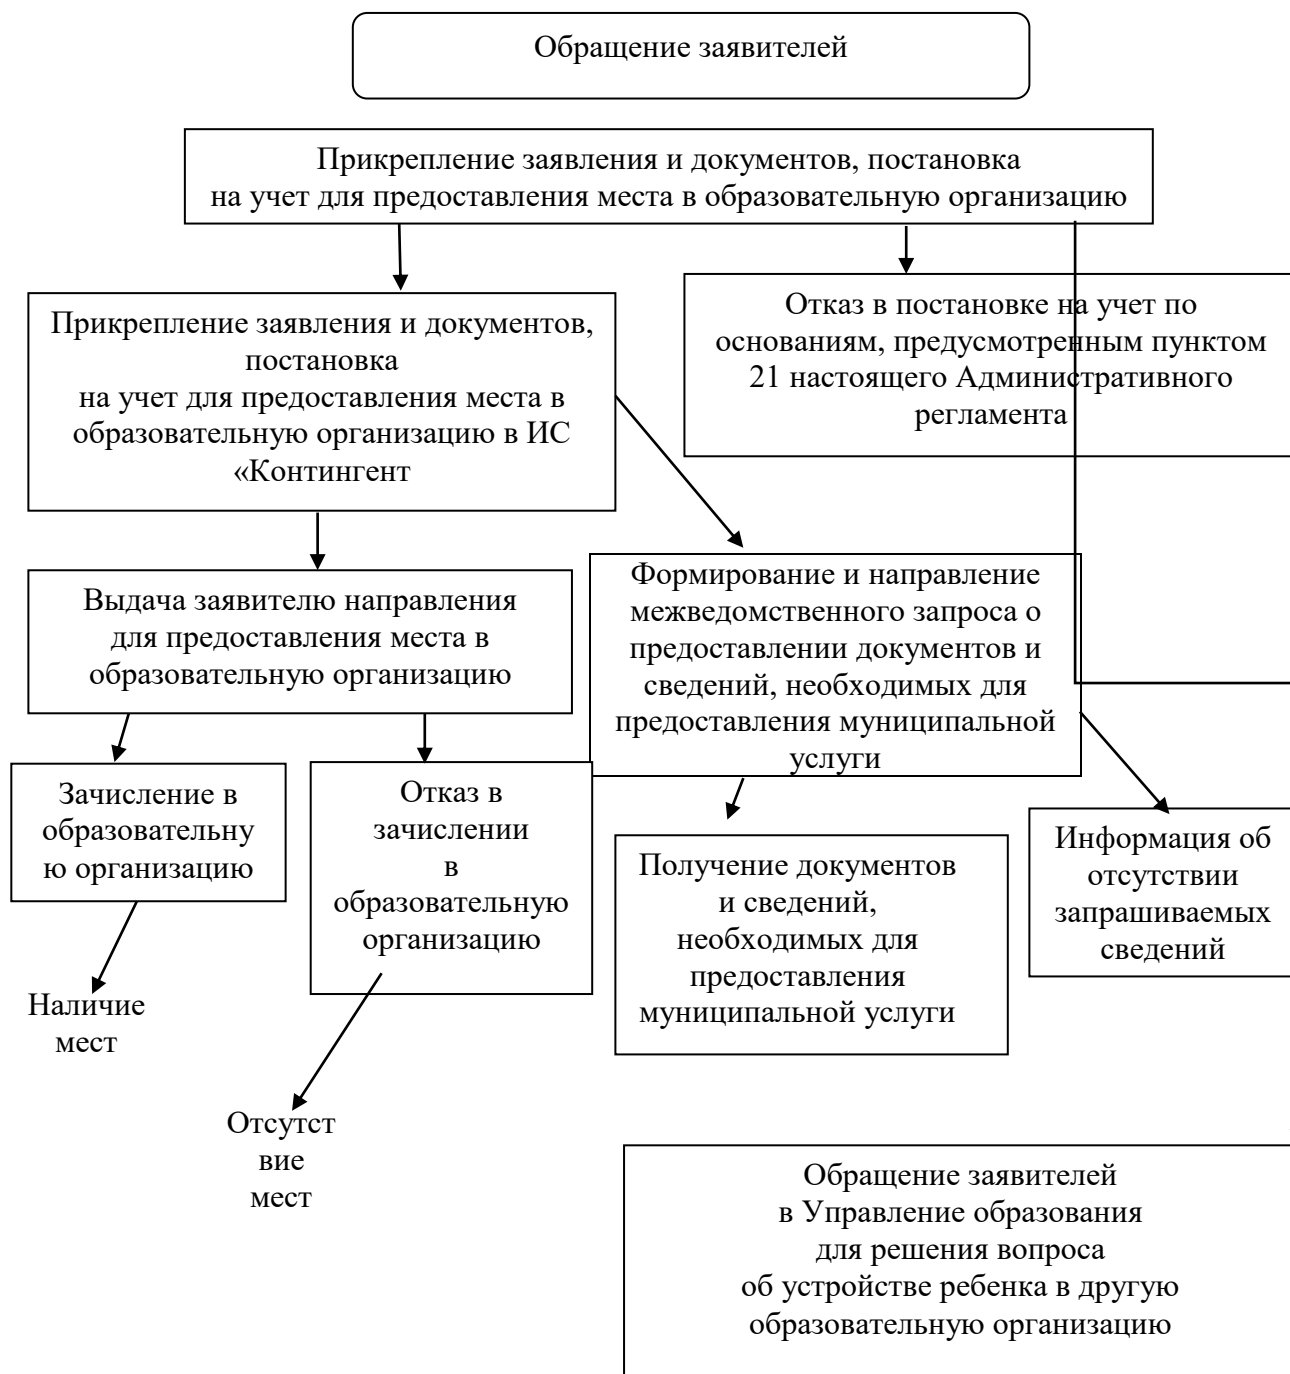 Обращение заявителей
Прикрепление заявления и документов, постановка
на учет для предоставления места в образовательную организацию
Прикрепление заявления и документов,
постановка
на учет для предоставления места в
образовательную организацию в ИС
«Контингент
Отказ в постановке на учет по
основаниям, предусмотренным пунктом
21 настоящего Административного
регламента
Выдача заявителю направления
для предоставления места в
образовательную организацию
Формирование и направление
межведомственного запроса о
предоставлении документов и
сведений, необходимых для
предоставления муниципальной
услуги
Зачисление в
образовательну
ю организацию
Отказ в
зачислении
в
образовательную
организацию
Получение документов
и сведений,
необходимых для
предоставления
муниципальной услуги
Информация об
отсутствии
запрашиваемых
сведений
Наличие
мест
Отсутст
вие
мест
Обращение заявителей
в Управление образования
для решения вопроса
об устройстве ребенка в другую
образовательную организацию